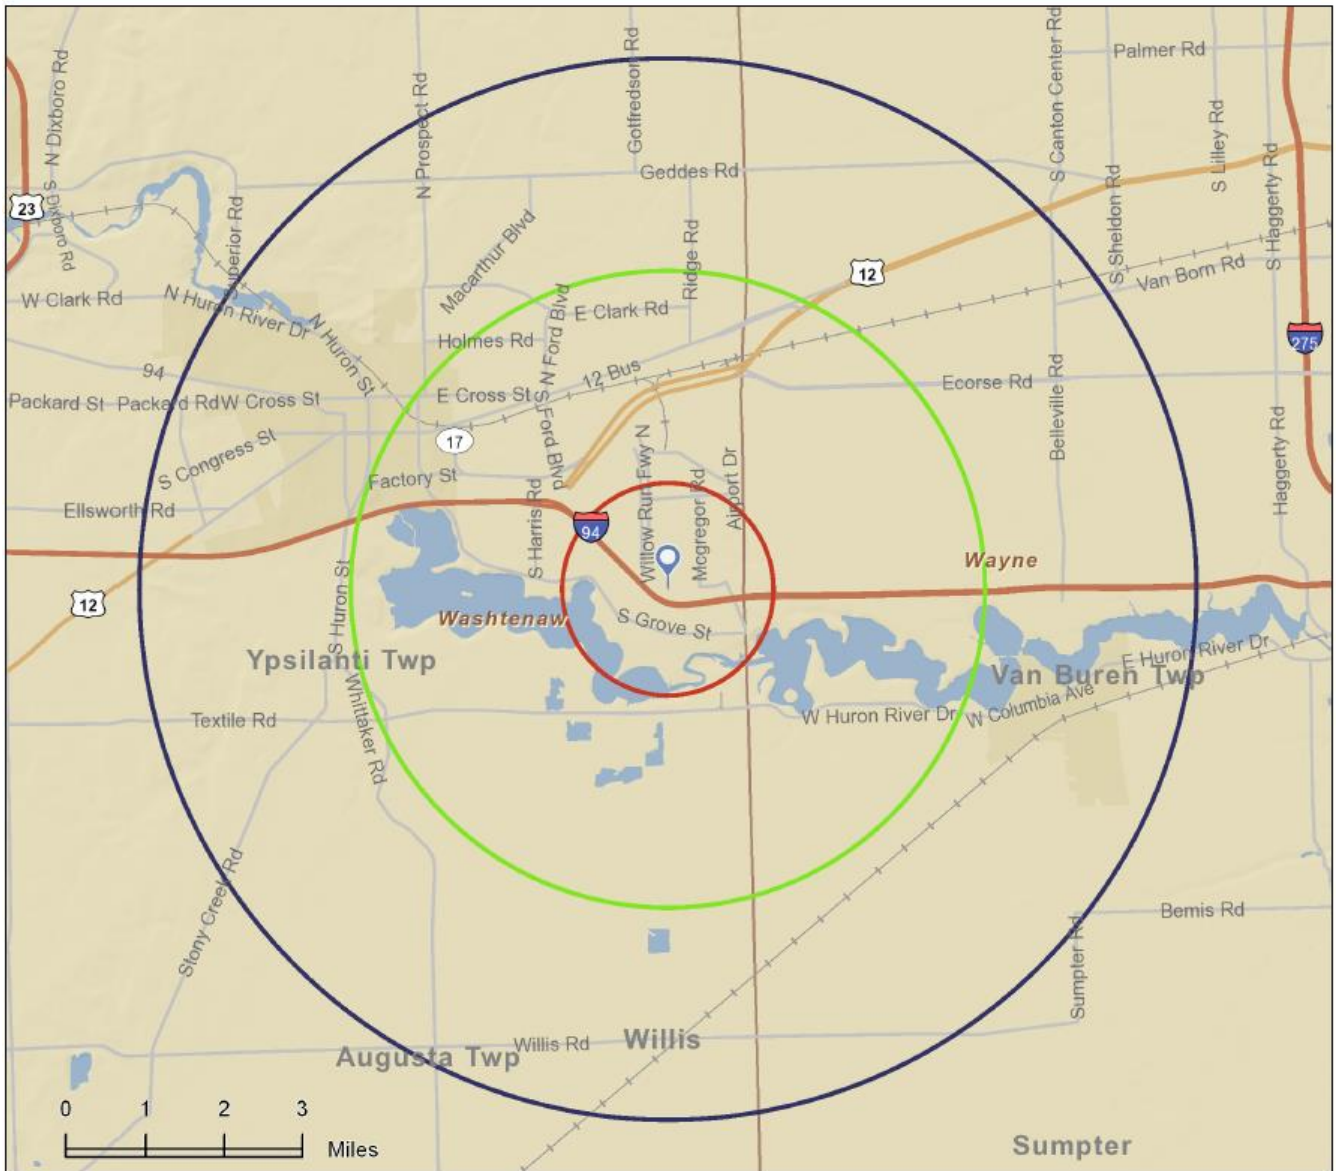 Palmer Rd
S Canton Center Rd
Gotfredson Rd
N Dixboro Rd
N Prospect Rd
S Lilley Rd
S Haggerty Rd
Geddes Rd
S Dixboro Rd
23
Superior Rd
Macarthur Blvd
Ridge Rd
S Sheldon Rd
12
Van Born Rd
W Clark Rd
N Huron River Dr
N Huron St
N Ford Blvd
E Clark Rd
275
Holmes Rd
94
12 Bus
Ecorse Rd
Packard St
Packard Rd
W Cross St
E Cross St
S Ford Blvd
Belleville Rd
Haggerty Rd
17
S Congress St
Factory St
Willow Run Fwy N
Mcgregor Rd
Airport Dr
Ellsworth Rd
S Harris Rd
94
Wayne
12
S Huron St
Washtenaw
S Grove St
Ypsilanti Twp
Van Buren Twp
E Huron River Dr
Whittaker Rd
Textile Rd
W Huron River Dr
W Columbia Ave
Stony Creek Rd
Bemis Rd
Sumpter Rd
Willis Rd
Willis
Augusta Twp
0 1 2 3
Miles
Sumpter